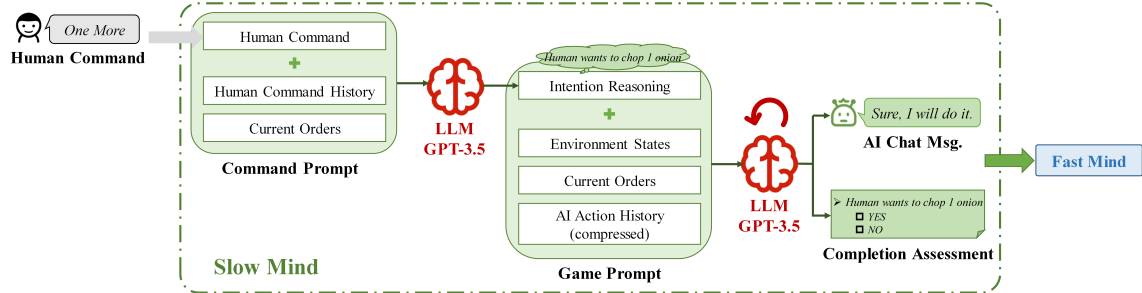 One More
Human Command
Human Command
+
Human Command History
Current Orders
Command Prompt
LLM
GPT-3.5
Human wants to chop 1 onion
Intention Reasoning
+
Environment States
Current Orders
AI Action History
(compressed)
Game Prompt
LLM
GPT-3.5
Sure, I will do it.
AI Chat Msg.
Human wants to chop 1 onion
YES
NO
Completion Assessment
Slow Mind
Fast Mind